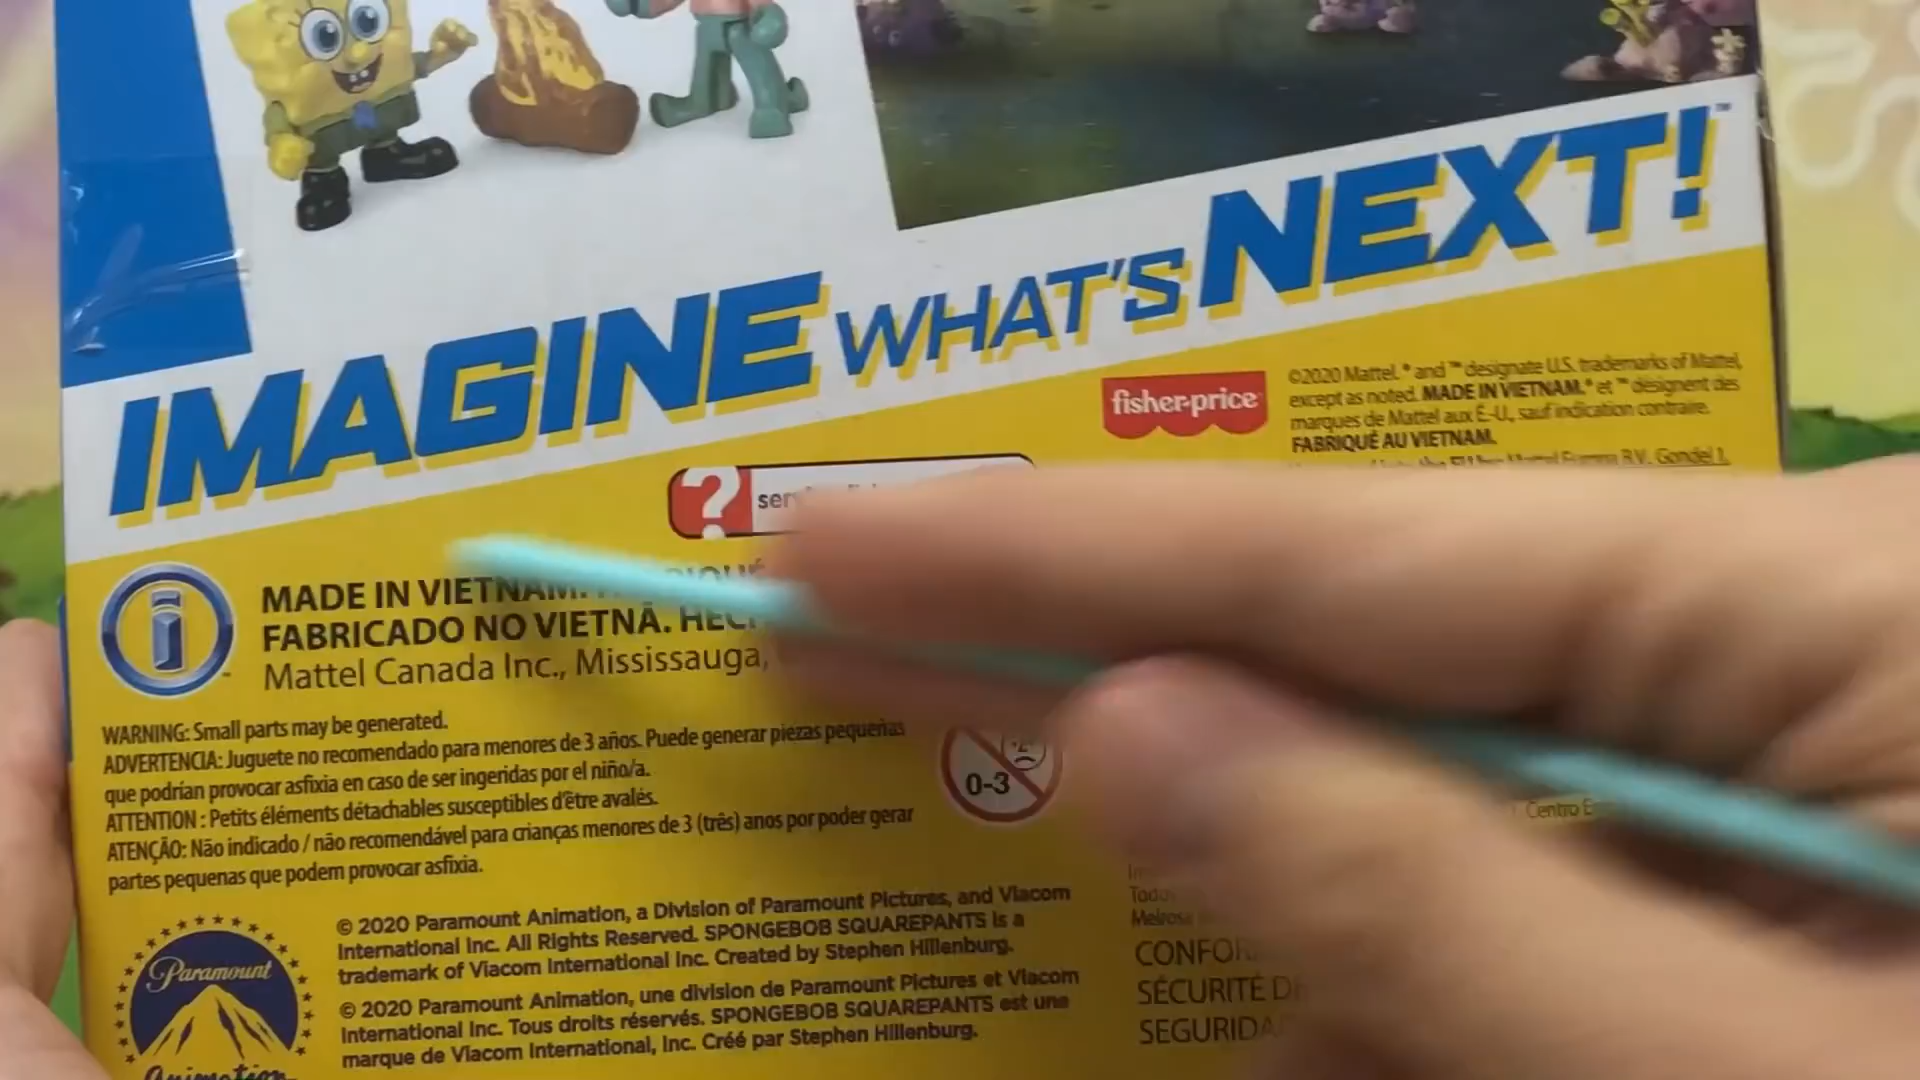 IMAGINE WHAT'S NEXT!™
fisher-price
©2020 Mattel. ® and ™ designate U.S. trademarks of Mattel,
except as noted. MADE IN VIETNAM. ® et ™ désignent des
marques de Mattel aux É.-U., sauf indication contraire.
FABRIQUÉ AU VIETNAM.
?
MADE IN VIETNAM.
FABRICADO NO VIETNÃ.
Mattel Canada Inc., Mississauga,
WARNING: Small parts may be generated.
ADVERTENCIA: Juguete no recomendado para menores de 3 años. Puede generar piezas pequeñas
que podrían provocar asfixia en caso de ser ingeridas por el niño/a.
ATTENTION : Petits éléments détachables susceptibles d'être avalés.
ATENÇÃO: Não indicado / não recomendável para crianças menores de 3 (três) anos por poder gerar
partes pequenas que podem provocar asfixia.
0-3
Centro
Paramount
Animation
© 2020 Paramount Animation, a Division of Paramount Pictures, and Viacom
International Inc. All Rights Reserved. SPONGEBOB SQUAREPANTS is a
trademark of Viacom International Inc. Created by Stephen Hillenburg.
© 2020 Paramount Animation, une division de Paramount Pictures et Viacom
International Inc. Tous droits réservés. SPONGEBOB SQUAREPANTS est une
marque de Viacom International, Inc. Créé par Stephen Hillenburg.
SÉCURITÉ